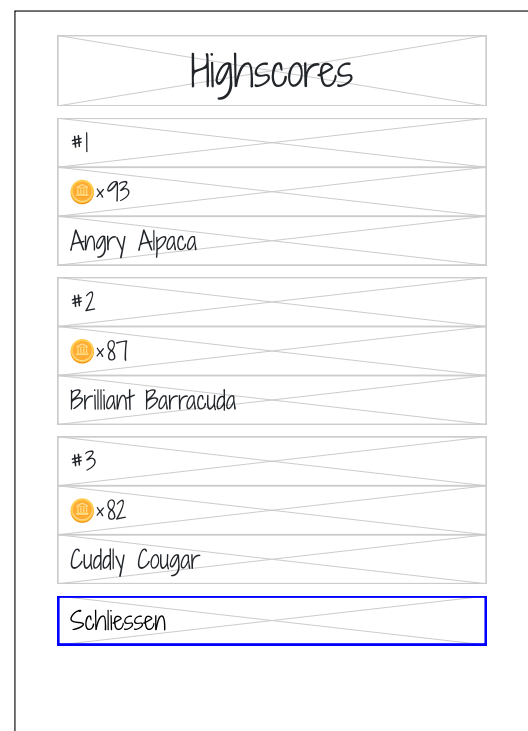 Highscores
#1
×93
Angry Alpaca
#2
×87
Brilliant Barracuda
#3
×82
Cuddly Cougar
Schliessen